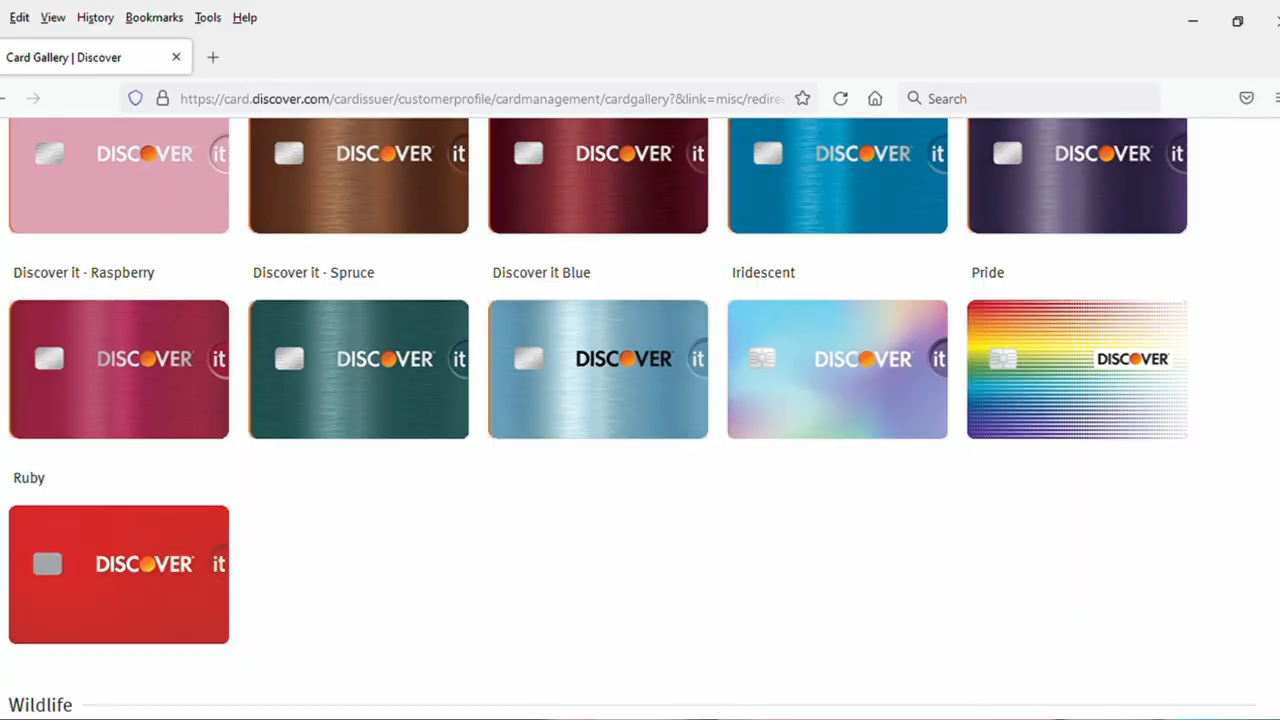 Edit View History Bookmarks Tools Help
Card Gallery | Discover
https://card.discover.com/cardissuer/customerprofile/cardmanagement/cardgallery?&link=misc/redire
Search
DISCOVER it DISCOVER it DISCOVER it DISCOVER it DISCOVER it
Discover it - Raspberry Discover it - Spruce Discover it Blue Iridescent Pride
DISCOVER it DISCOVER it DISCOVER it DISCOVER it DISCOVER
Ruby
DISCOVER it
Wildlife